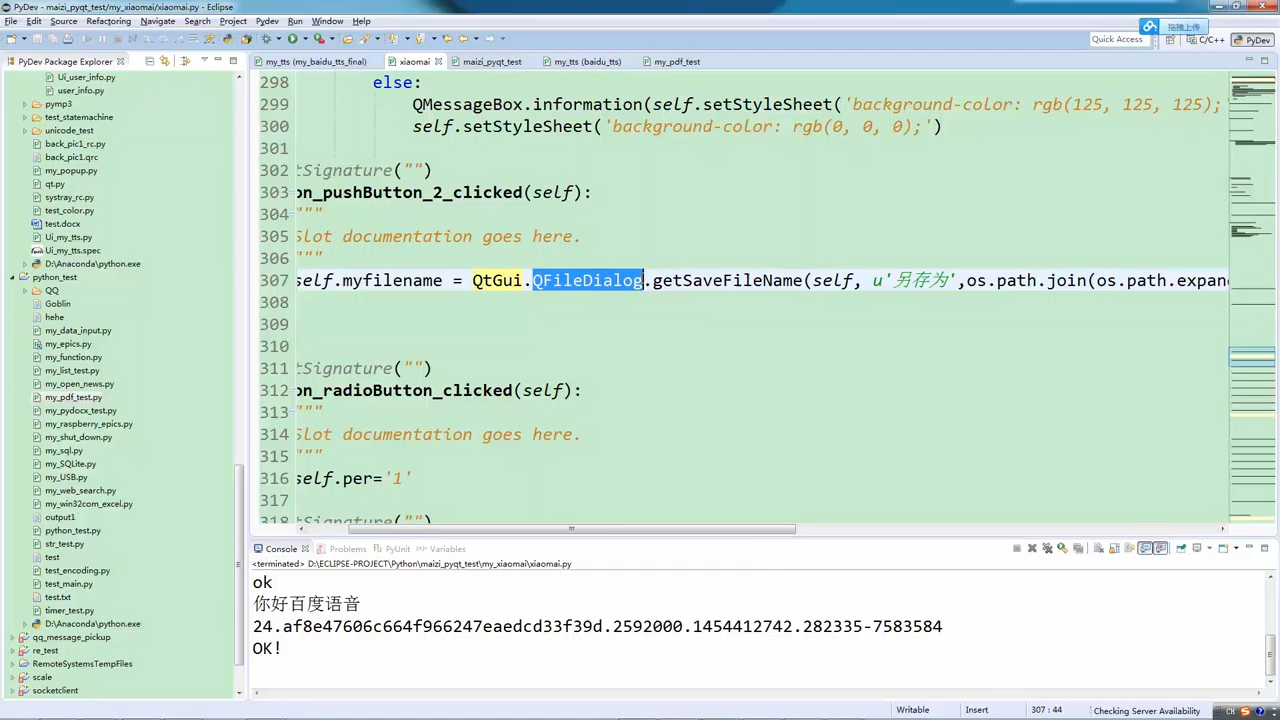 PyDev - maizi_pyqt_test/my_xiaomai/xiaomai.py - Eclipse
File Edit Source Refactoring Navigate Search Project Pydev Run Window Help
拖拽上传
Quick Access C/C++ PyDev
PyDev Package Explorer
my_tts (my_baidu_tts_final) xiaomai maizi_pyqt_test my_tts (baidu_tts) my_pdf_test
Ui_user_info.py
user_info.py
pymp3
test_statemachine
unicode_test
back_pic1_rc.py
back_pic1.qrc
my_popup.py
qt.py
systray_rc.py
test_color.py
test.docx
Ui_my_tts.py
Ui_my_tts.spec
D:\Anaconda\python.exe
python_test
QQ
Goblin
hehe
my_data_input.py
my_epics.py
my_function.py
my_list_test.py
my_open_news.py
my_pdf_test.py
my_pydocx_test.py
my_raspberry_epics.py
my_shut_down.py
my_sql.py
my_SQLite.py
my_USB.py
my_web_search.py
my_win32com_excel.py
output1
python_test.py
str_test.py
test
test_encoding.py
test_main.py
test.txt
timer_test.py
D:\Anaconda\python.exe
qq_message_pickup
re_test
RemoteSystemsTempFiles
scale
socketclient
298 else:
299 QMessageBox.information(self.setStyleSheet('background-color: rgb(125, 125, 125);'
300 self.setStyleSheet('background-color: rgb(0, 0, 0);')
301
302 tSignature("")
303 on_pushButton_2_clicked(self):
304 """
305 Slot documentation goes here.
306 """
307 self.myfilename = QtGui.QFileDialog.getSaveFileName(self, u'另存为',os.path.join(os.path.expan
308
309
310
311 tSignature("")
312 on_radioButton_clicked(self):
313 """
314 Slot documentation goes here.
315 """
316 self.per='1'
317
318 tSignature("")
Console Problems PyUnit Variables
<terminated> D:\ECLIPSE-PROJECT\Python\maizi_pyqt_test\my_xiaomai\xiaomai.py
ok
你好百度语音
24.af8e47606c664f966247eaedcd33f39d.2592000.1454412742.282335-7583584
OK!
Writable Insert 307 : 44 Checking Server Availability CH